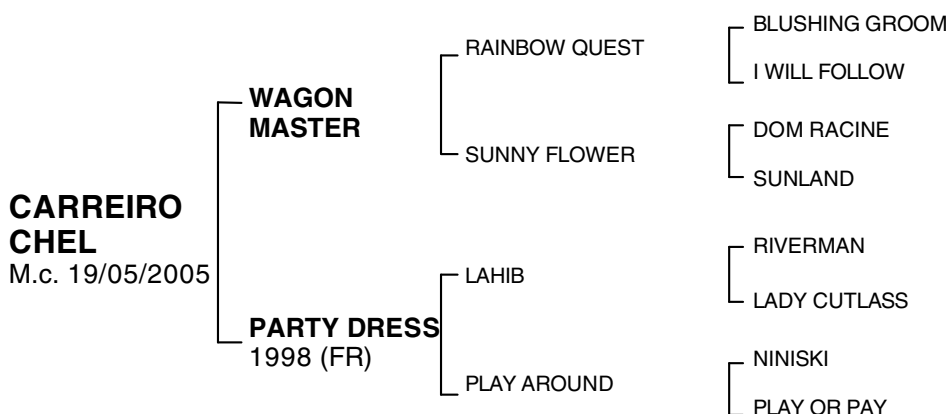 CARREIRO
CHEL
M.c. 19/05/2005
WAGON
MASTER
PARTY DRESS
1998 (FR)
RAINBOW QUEST
SUNNY FLOWER
LAHIB
PLAY AROUND
BLUSHING GROOM
I WILL FOLLOW
DOM RACINE
SUNLAND
RIVERMAN
LADY CUTLASS
NINISKI
PLAY OR PAY